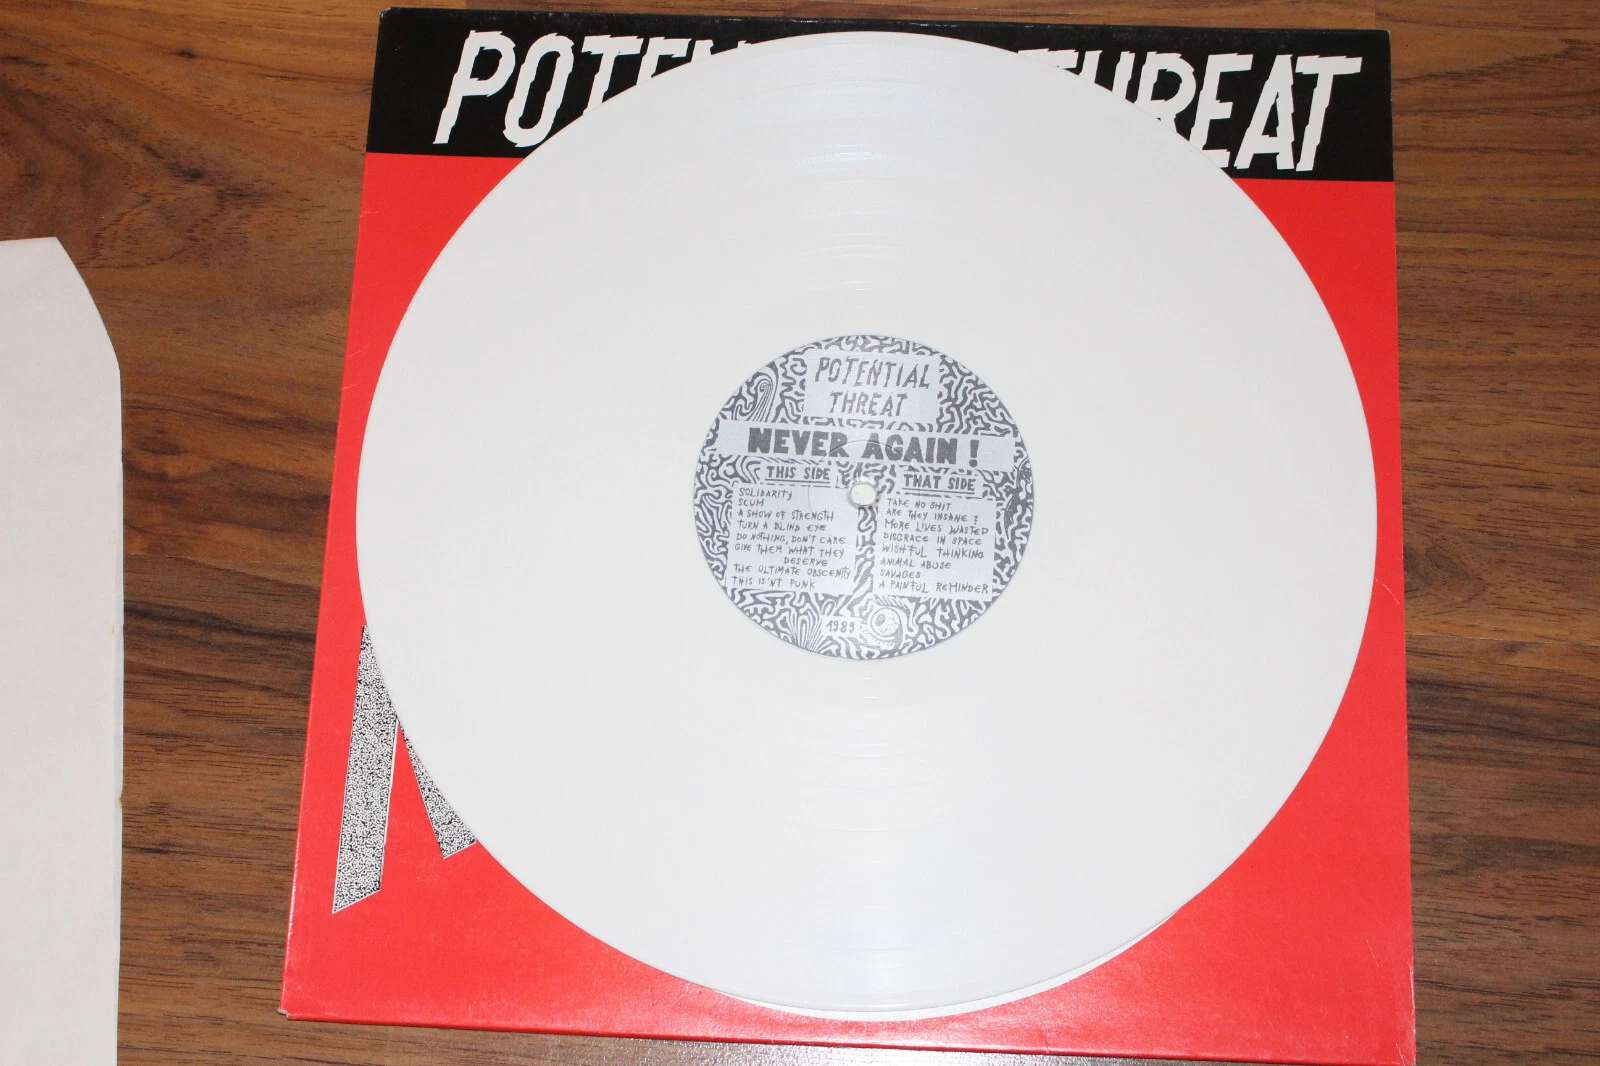 POTEN THREAT
POTENTIAL
THREAT
NEVER AGAIN!
THIS SIDE
SOLIDARITY
SCUM
A SHOW OF STRENGTH
TURN A BLIND EYE
DO NOTHING, DON'T CARE
GIVE THEM WHAT THEY
DESERVE
THE ULTIMATE OBSCENITY
THIS IS'NT PUNK
THAT SIDE
TAKE NO SHIT
ARE THEY INSANE?
MORE LIVES WASTED
DISGRACE IN SPACE
WISHFUL THINKING
ANIMAL ABUSE
SAVAGES
A PAINFUL REMINDER
1989